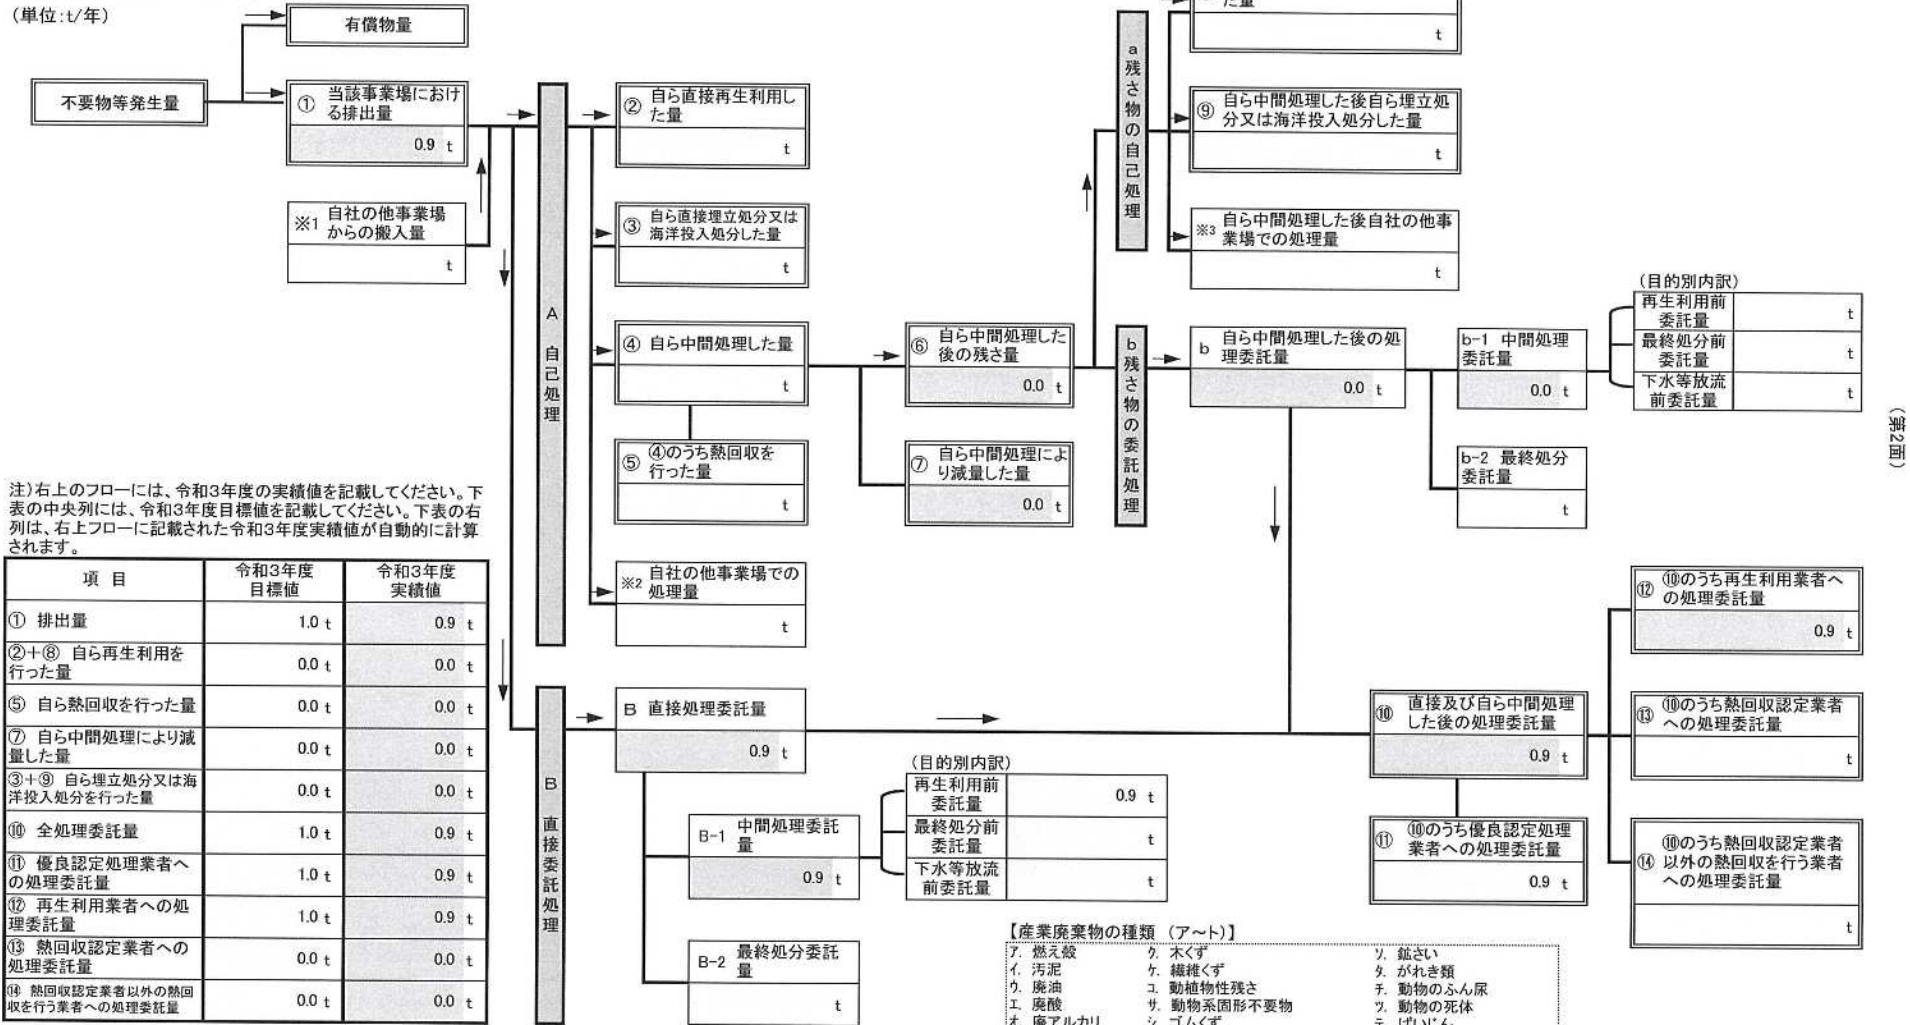 (単位:t/年)
有償物量
不要物等発生量
① 当該事業場におけ
る排出量
0.9 t
※1 自社の他事業場
からの搬入量
t
A 自己処理
② 自ら直接再生利用し
た量
t
③ 自ら直接埋立処分又は
海洋投入処分した量
t
④ 自ら中間処理した量
t
⑤ ④のうち熱回収を
行った量
t
※2 自社の他事業場での
処理量
t
⑥ 自ら中間処理した
後の残さ量
0.0 t
⑦ 自ら中間処理によ
り減量した量
0.0 t
a 残さ物の自己処理
た量
t
⑨ 自ら中間処理した後自ら埋立処
分又は海洋投入処分した量
t
※3 自ら中間処理した後自社の他事
業場での処理量
t
b 残さ物の委託処理
b 自ら中間処理した後の処
理委託量
0.0 t
b-1 中間処理
委託量
0.0 t
(目的別内訳)
再生利用前
委託量 t
最終処分前
委託量 t
下水等放流
前委託量 t
b-2 最終処分
委託量
t
(第2面)
注)右上のフローには、令和3年度の実績値を記載してください。下
表の中央列には、令和3年度目標値を記載してください。下表の右
列は、右上フローに記載された令和3年度実績値が自動的に計算
されます。
項 目 令和3年度 令和3年度
目標値 実績値
① 排出量 1.0 t 0.9 t
②+⑧ 自ら再生利用を
行った量 0.0 t 0.0 t
⑤ 自ら熱回収を行った量 0.0 t 0.0 t
⑦ 自ら中間処理により減
量した量 0.0 t 0.0 t
③+⑨ 自ら埋立処分又は海
洋投入処分を行った量 0.0 t 0.0 t
⑩ 全処理委託量 1.0 t 0.9 t
⑪ 優良認定処理業者へ
の処理委託量 1.0 t 0.9 t
⑫ 再生利用業者への処
理委託量 1.0 t 0.9 t
⑬ 熱回収認定業者への
処理委託量 0.0 t 0.0 t
⑭ 熱回収認定業者以外の熱回
収を行う業者への処理委託量 0.0 t 0.0 t
B 直接委託処理
B 直接処理委託量
0.9 t
B-1 中間処理委託
量
0.9 t
(目的別内訳)
再生利用前
委託量 0.9 t
最終処分前
委託量 t
下水等放流
前委託量 t
B-2 最終処分委託
量
t
⑩ 直接及び自ら中間処理
した後の処理委託量
0.9 t
⑪ ⑩のうち優良認定処理
業者への処理委託量
0.9 t
⑫ ⑩のうち再生利用業者へ
の処理委託量
0.9 t
⑬ ⑩のうち熱回収認定業者
への処理委託量
t
⑭ ⑩のうち熱回収認定業者
以外の熱回収を行う業者
への処理委託量
t
【産業廃棄物の種類 (ア~ト)】
ア. 燃え殻 ク. 木くず ソ. 鉱さい
イ. 汚泥 ケ. 繊維くず タ. がれき類
ウ. 廃油 コ. 動植物性残さ チ. 動物のふん尿
エ. 廃酸 サ. 動物系固形不要物 ツ. 動物の死体
オ. 廃アルカリ シ. ゴムくず テ. ばいじん